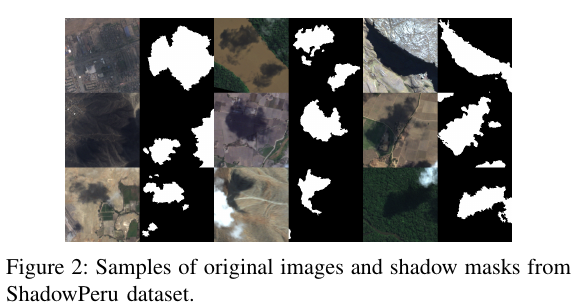 Figure 2: Samples of original images and shadow masks from
ShadowPeru dataset.